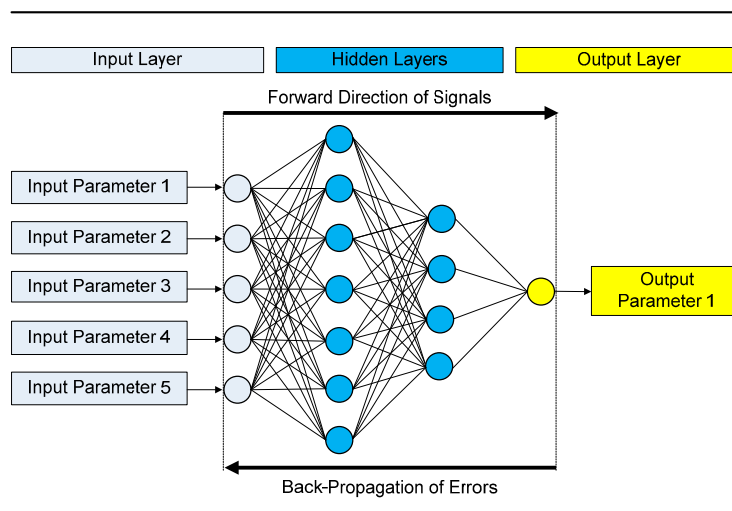 Input Layer
Hidden Layers
Output Layer
Forward Direction of Signals
Input Parameter 1
Input Parameter 2
Input Parameter 3
Input Parameter 4
Input Parameter 5
Output
Parameter 1
Back-Propagation of Errors